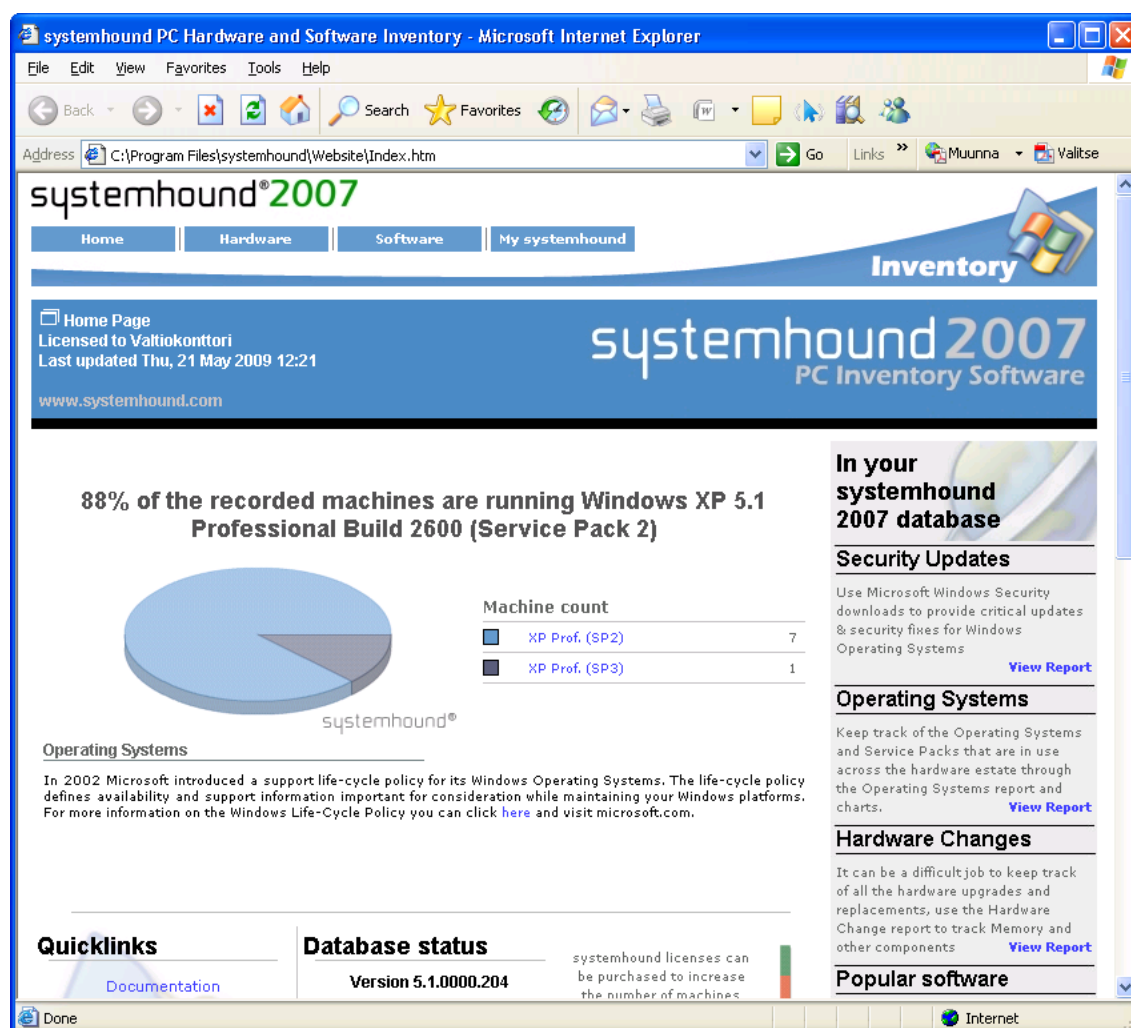 systemhound PC Hardware and Software Inventory - Microsoft Internet Explorer
File Edit View Favorites Tools Help
Back Search Favorites
Address C:\Program Files\systemhound\Website\Index.htm Go Links » Muunna Valitse
systemhound®2007
Home Hardware Software My systemhound
Inventory
Home Page
Licensed to Valtiokonttori
Last updated Thu, 21 May 2009 12:21
www.systemhound.com
systemhound 2007
PC Inventory Software
88% of the recorded machines are running Windows XP 5.1
Professional Build 2600 (Service Pack 2)
Machine count
XP Prof. (SP2) 7
XP Prof. (SP3) 1
systemhound®
Operating Systems
In 2002 Microsoft introduced a support life-cycle policy for its Windows Operating Systems. The life-cycle policy
defines availability and support information important for consideration while maintaining your Windows platforms.
For more information on the Windows Life-Cycle Policy you can click here and visit microsoft.com.
Quicklinks
Documentation
Database status
Version 5.1.0000.204
systemhound licenses can
be purchased to increase
the number of machines
In your
systemhound
2007 database
Security Updates
Use Microsoft Windows Security
downloads to provide critical updates
& security fixes for Windows
Operating Systems
View Report
Operating Systems
Keep track of the Operating Systems
and Service Packs that are in use
across the hardware estate through
the Operating Systems report and
charts. View Report
Hardware Changes
It can be a difficult job to keep track
of all the hardware upgrades and
replacements, use the Hardware
Change report to track Memory and
other components View Report
Popular software
Done Internet